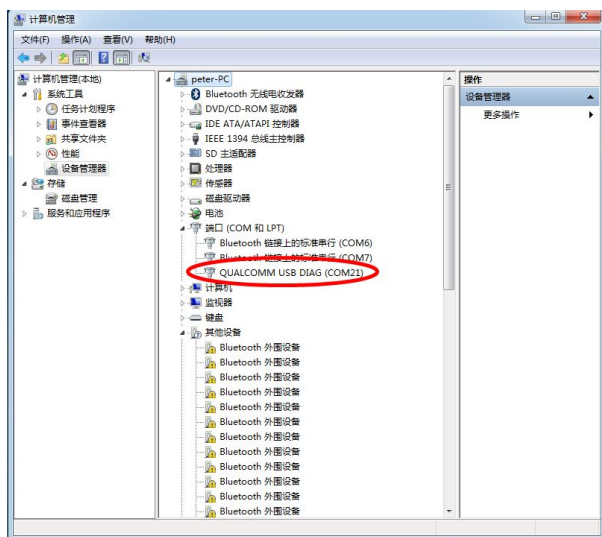 计算机管理
文件(F) 操作(A) 查看(V) 帮助(H)
计算机管理(本地)
系统工具
任务计划程序
事件查看器
共享文件夹
性能
设备管理器
存储
磁盘管理
服务和应用程序
peter-PC
Bluetooth 无线电收发器
DVD/CD-ROM 驱动器
IDE ATA/ATAPI 控制器
IEEE 1394 总线主控制器
SD 主适配器
处理器
传感器
磁盘驱动器
电池
端口 (COM 和 LPT)
Bluetooth 链接上的标准串行 (COM6)
Bluetooth 链接上的标准串行 (COM7)
QUALCOMM USB DIAG (COM21)
计算机
监视器
键盘
其他设备
Bluetooth 外围设备
Bluetooth 外围设备
Bluetooth 外围设备
Bluetooth 外围设备
Bluetooth 外围设备
Bluetooth 外围设备
Bluetooth 外围设备
Bluetooth 外围设备
Bluetooth 外围设备
Bluetooth 外围设备
Bluetooth 外围设备
Bluetooth 外围设备
操作
设备管理器
更多操作